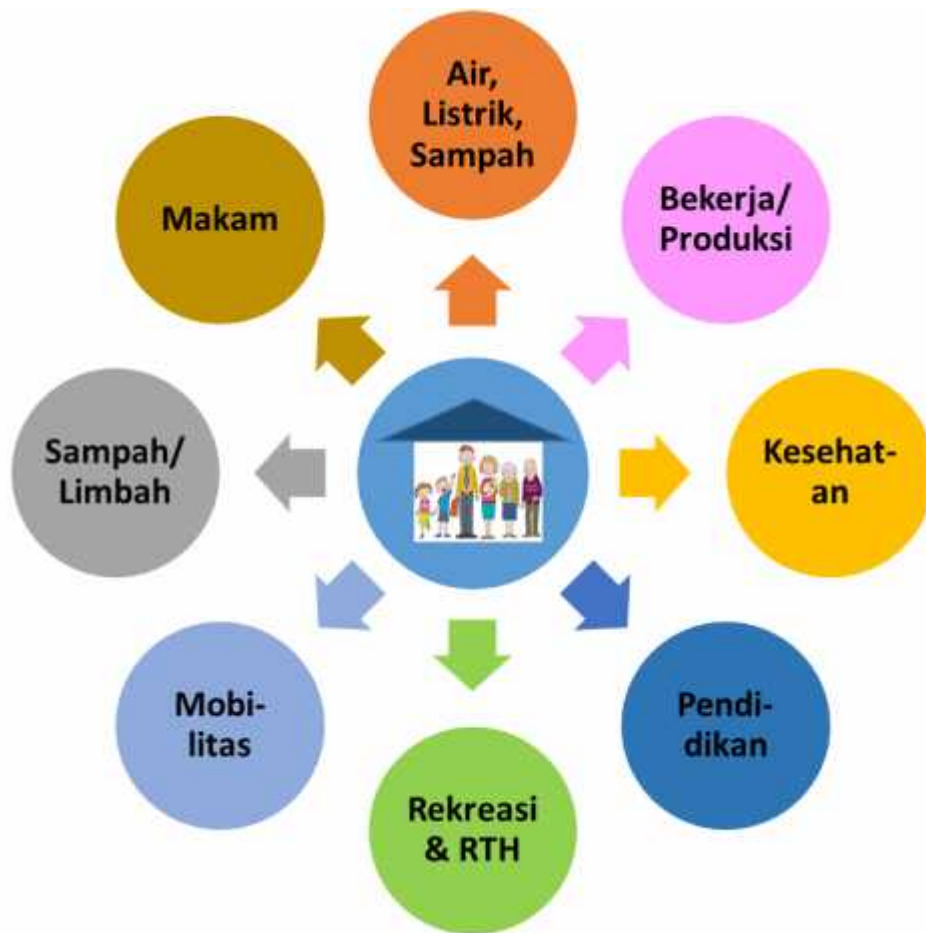 Air,
Listrik,
Sampah
Bekerja/
Produksi
Kesehat-
an
Pendi-
dikan
Rekreasi
& RTH
Mobi-
litas
Sampah/
Limbah
Makam